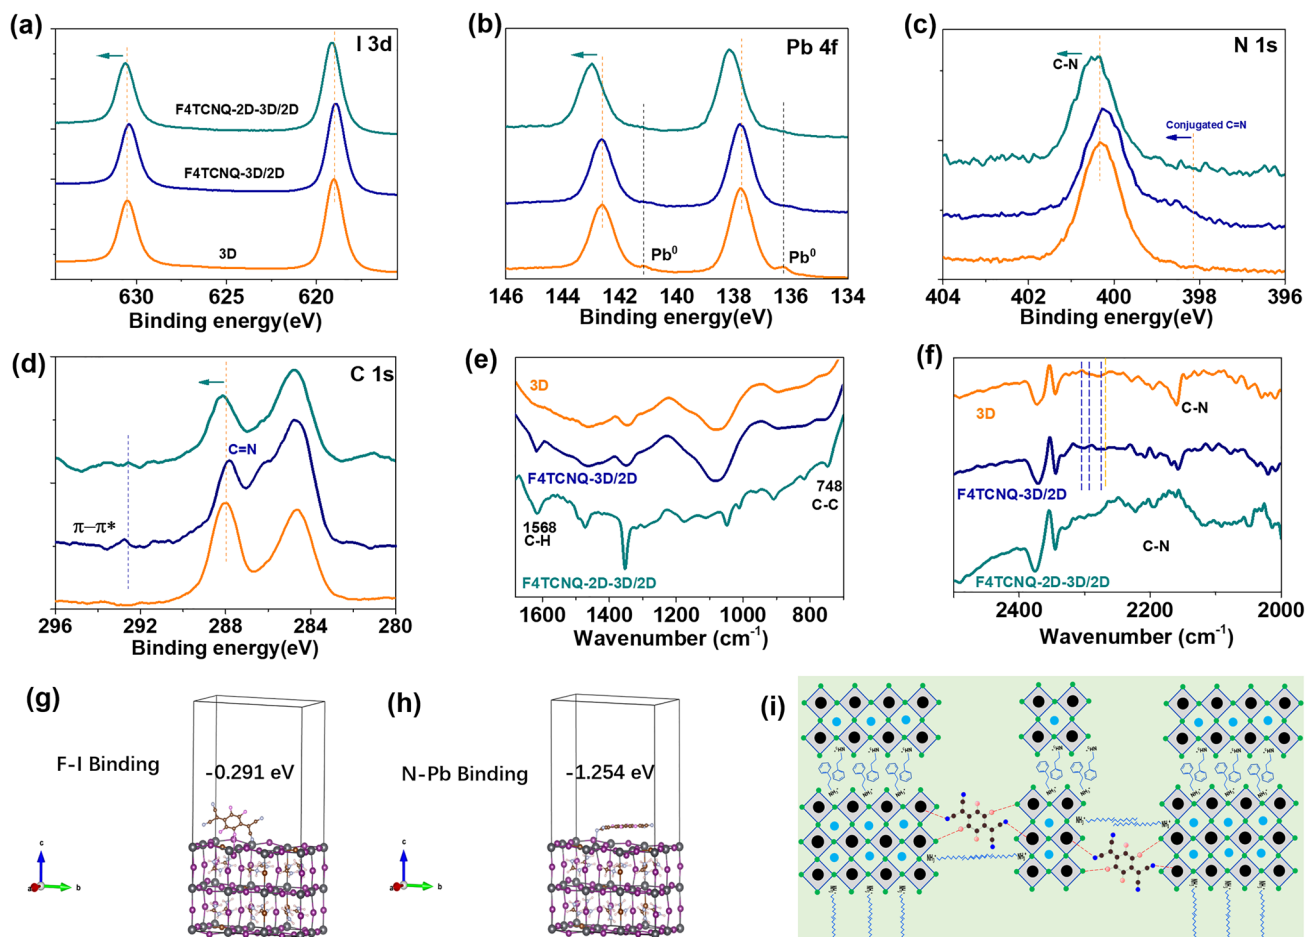 (a)
I 3d
F4TCNQ-2D-3D/2D
F4TCNQ-3D/2D
3D
630 625 620
Binding energy(eV)
(b)
Pb 4f
Pb⁰
Pb⁰
146 144 142 140 138 136 134
Binding energy(eV)
(c)
N 1s
C-N
Conjugated C=N
404 402 400 398 396
Binding energy(eV)
(d)
C 1s
C=N
π–π*
296 292 288 284 280
Binding energy(eV)
(e)
3D
F4TCNQ-3D/2D
748
C-C
1568
C-H
F4TCNQ-2D-3D/2D
1600 1400 1200 1000 800
Wavenumber (cm⁻¹)
(f)
3D
C-N
F4TCNQ-3D/2D
C-N
F4TCNQ-2D-3D/2D
2400 2200 2000
Wavenumber (cm⁻¹)
(g)
F-I Binding
-0.291 eV
c
a
b
(h)
N-Pb Binding
-1.254 eV
c
a
b
(i)